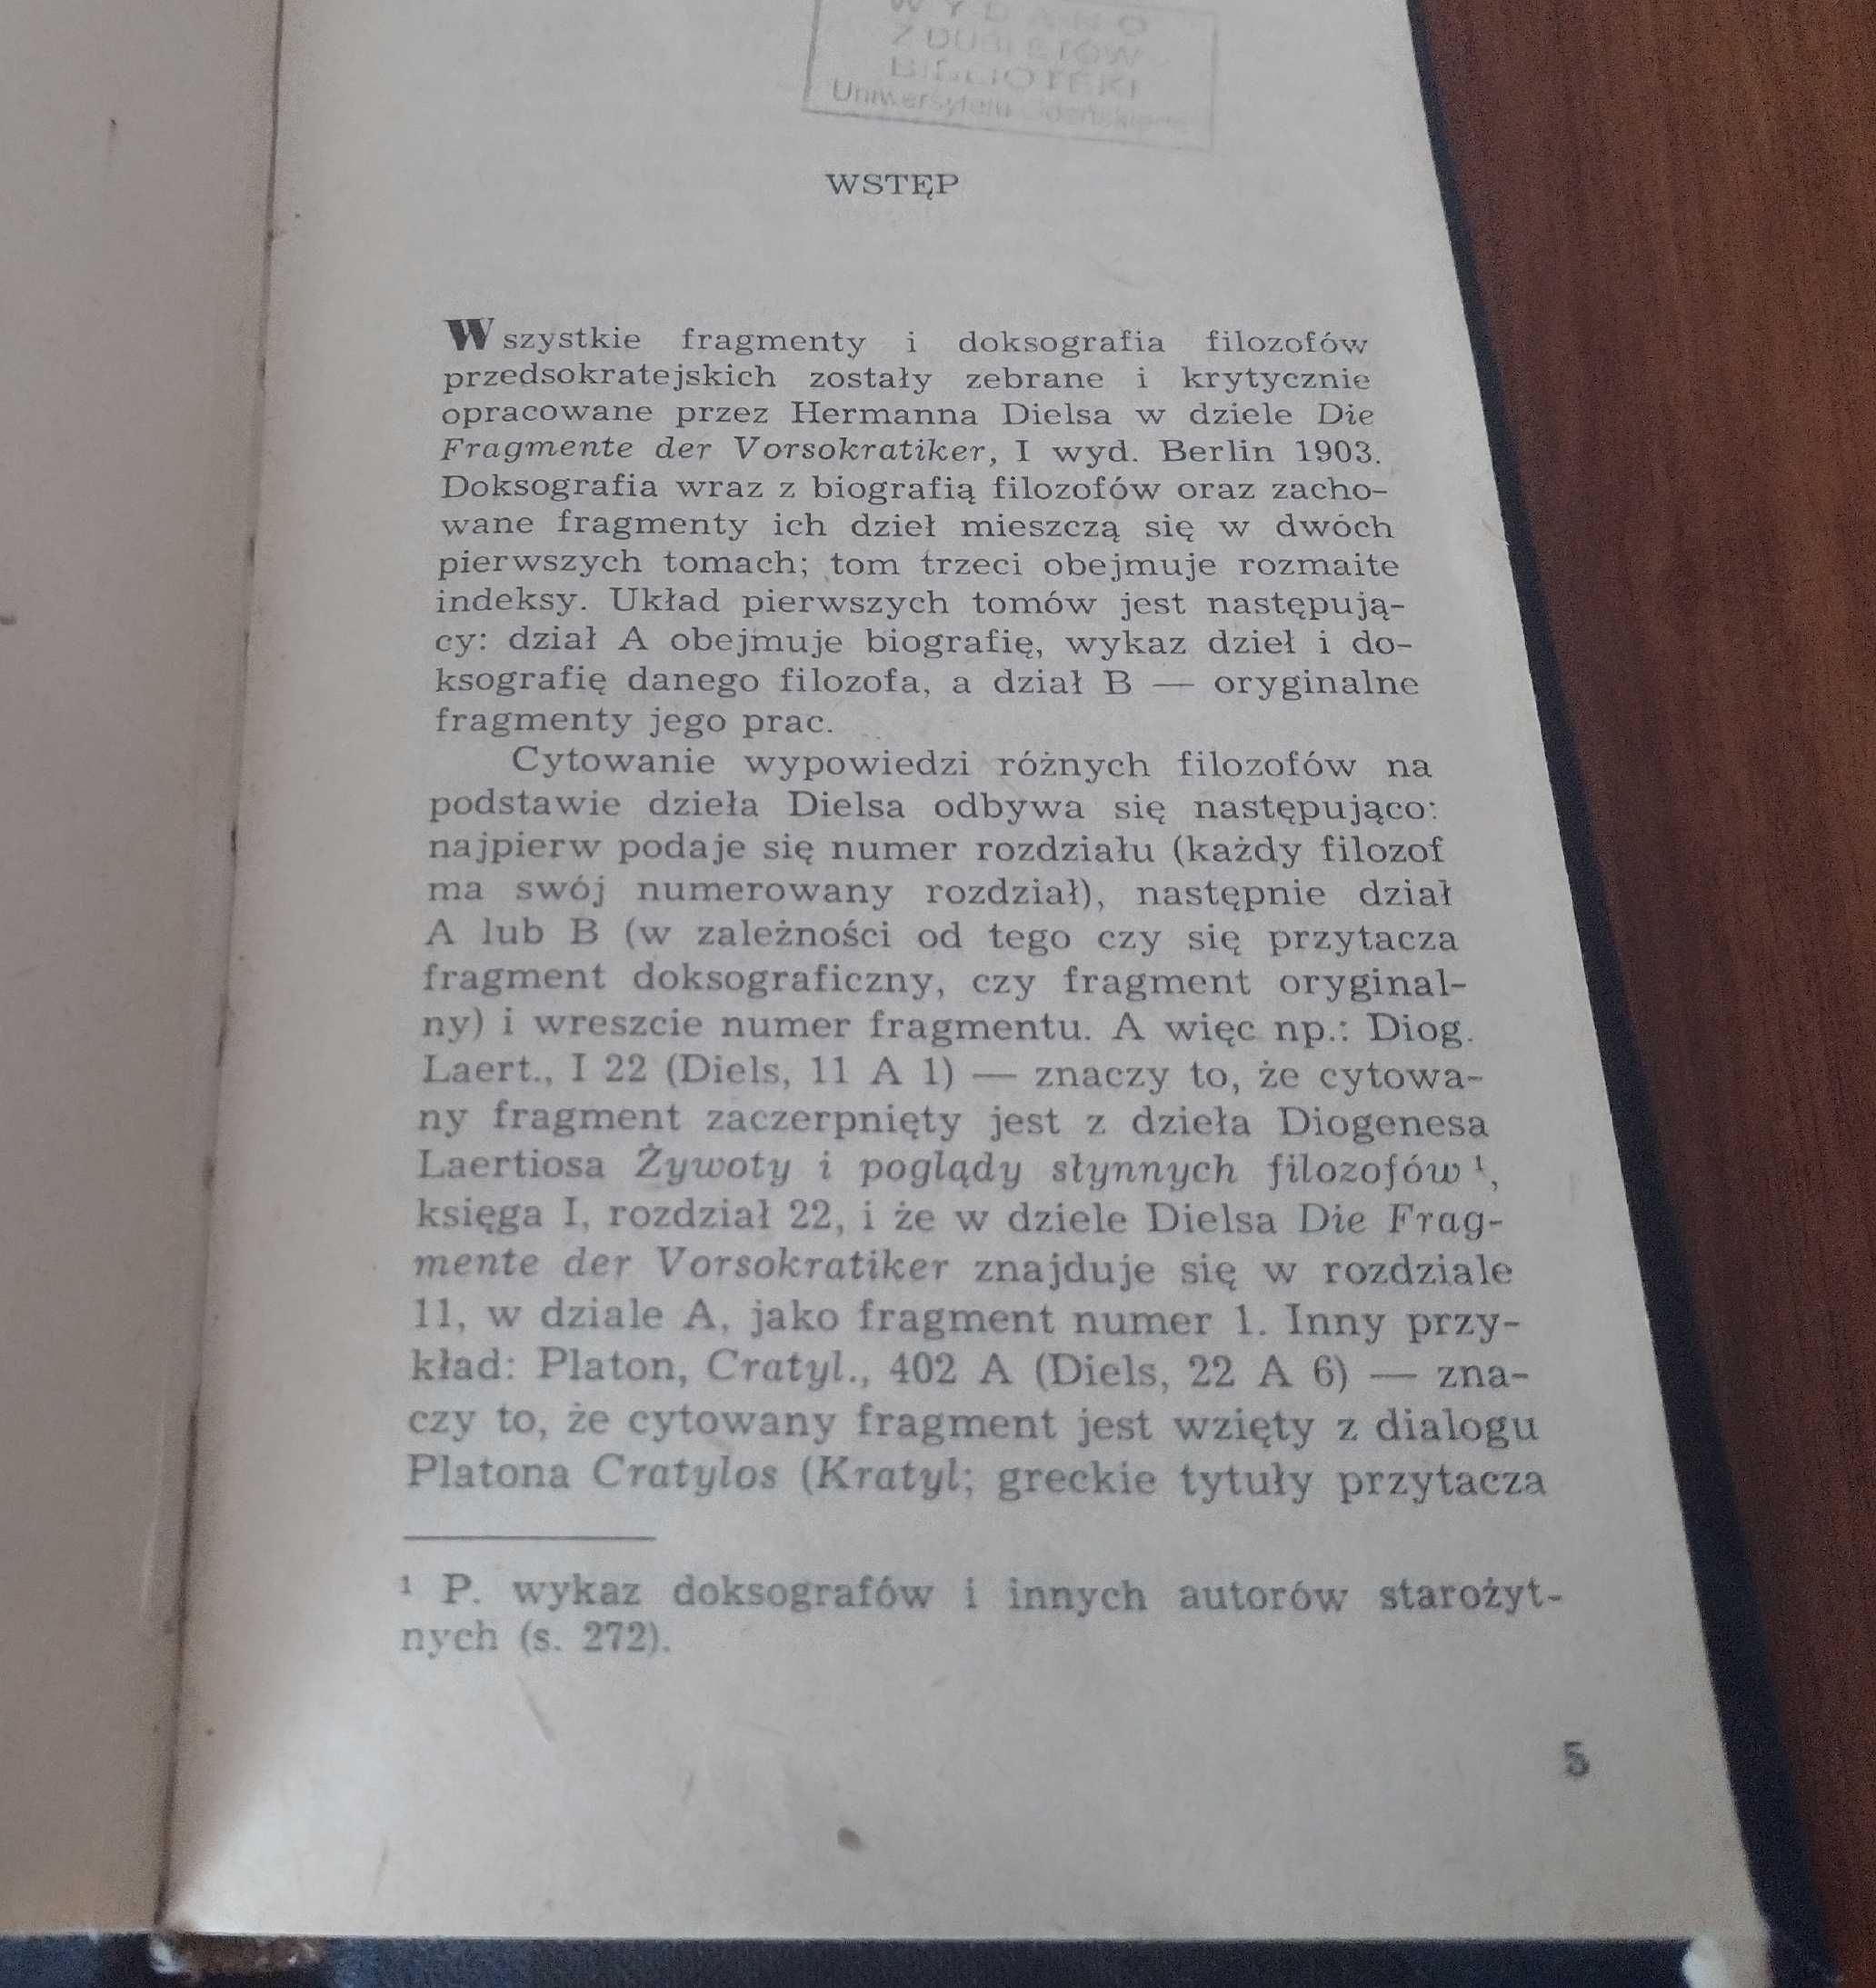 WYDANO
Z DUBLETÓW
BIBLIOTEKI
Uniwersytetu Gdańskiego
WSTĘP
Wszystkie fragmenty i doksografia filozofów
przedsokratejskich zostały zebrane i krytycznie
opracowane przez Hermanna Dielsa w dziele Die
Fragmente der Vorsokratiker, I wyd. Berlin 1903.
Doksografia wraz z biografią filozofów oraz zacho-
wane fragmenty ich dzieł mieszczą się w dwóch
pierwszych tomach; tom trzeci obejmuje rozmaite
indeksy. Układ pierwszych tomów jest następują-
cy: dział A obejmuje biografię, wykaz dzieł i do-
ksografię danego filozofa, a dział B — oryginalne
fragmenty jego prac.
Cytowanie wypowiedzi różnych filozofów na
podstawie dzieła Dielsa odbywa się następująco:
najpierw podaje się numer rozdziału (każdy filozof
ma swój numerowany rozdział), następnie dział
A lub B (w zależności od tego czy się przytacza
fragment doksograficzny, czy fragment oryginal-
ny) i wreszcie numer fragmentu. A więc np.: Diog.
Laert., I 22 (Diels, 11 A 1) — znaczy to, że cytowa-
ny fragment zaczerpnięty jest z dzieła Diogenesa
Laertiosa Żywoty i poglądy słynnych filozofów ¹,
księga I, rozdział 22, i że w dziele Dielsa Die Frag-
mente der Vorsokratiker znajduje się w rozdziale
11, w dziale A, jako fragment numer 1. Inny przy-
kład: Platon, Cratyl., 402 A (Diels, 22 A 6) — zna-
czy to, że cytowany fragment jest wzięty z dialogu
Platona Cratylos (Kratyl; greckie tytuły przytacza
¹ P. wykaz doksografów i innych autorów starożyt-
nych (s. 272).
5